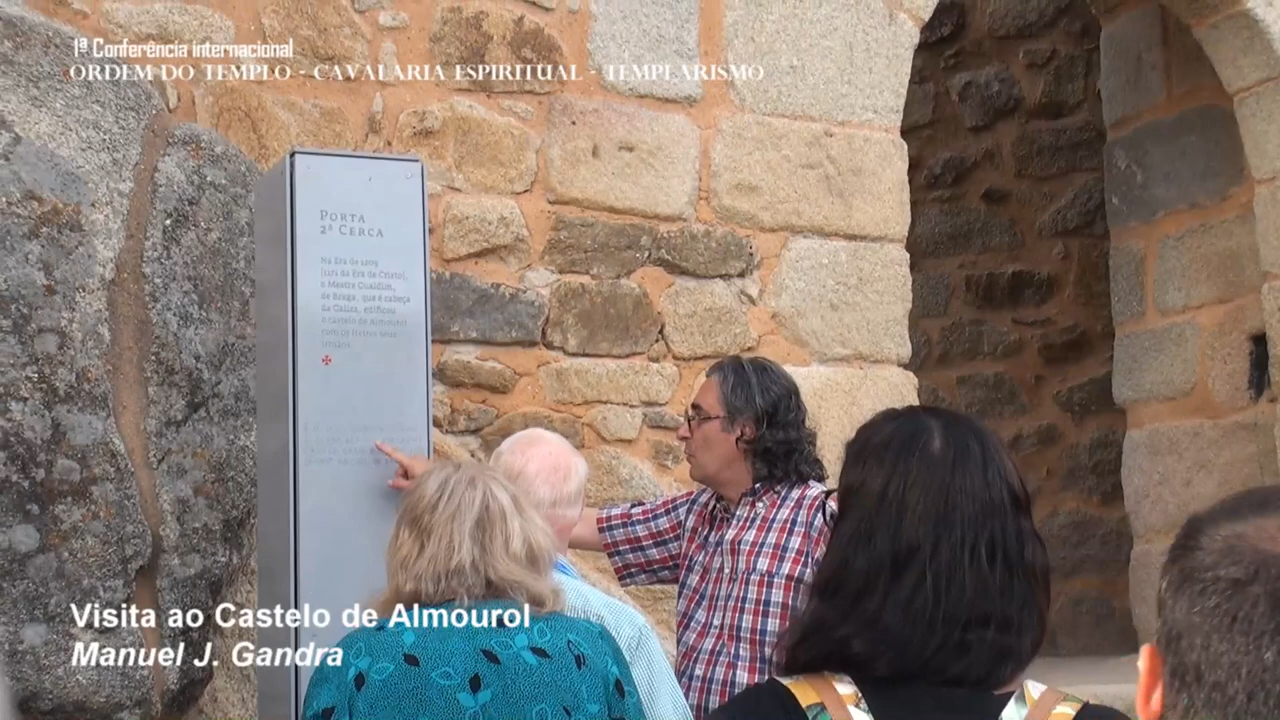 1ª Conferência internacional
ORDEM DO TEMPLO - CAVALARIA ESPIRITUAL - TEMPLARISMO
PORTA
2ª CERCA
Na Era de 1209
[1171 da Era de Cristo],
o Mestre Gualdim,
de Braga, que é cabeça
da Galiza, edificou
o castelo de Almourol
com os freires seus
irmãos
Visita ao Castelo de Almourol
Manuel J. Gandra